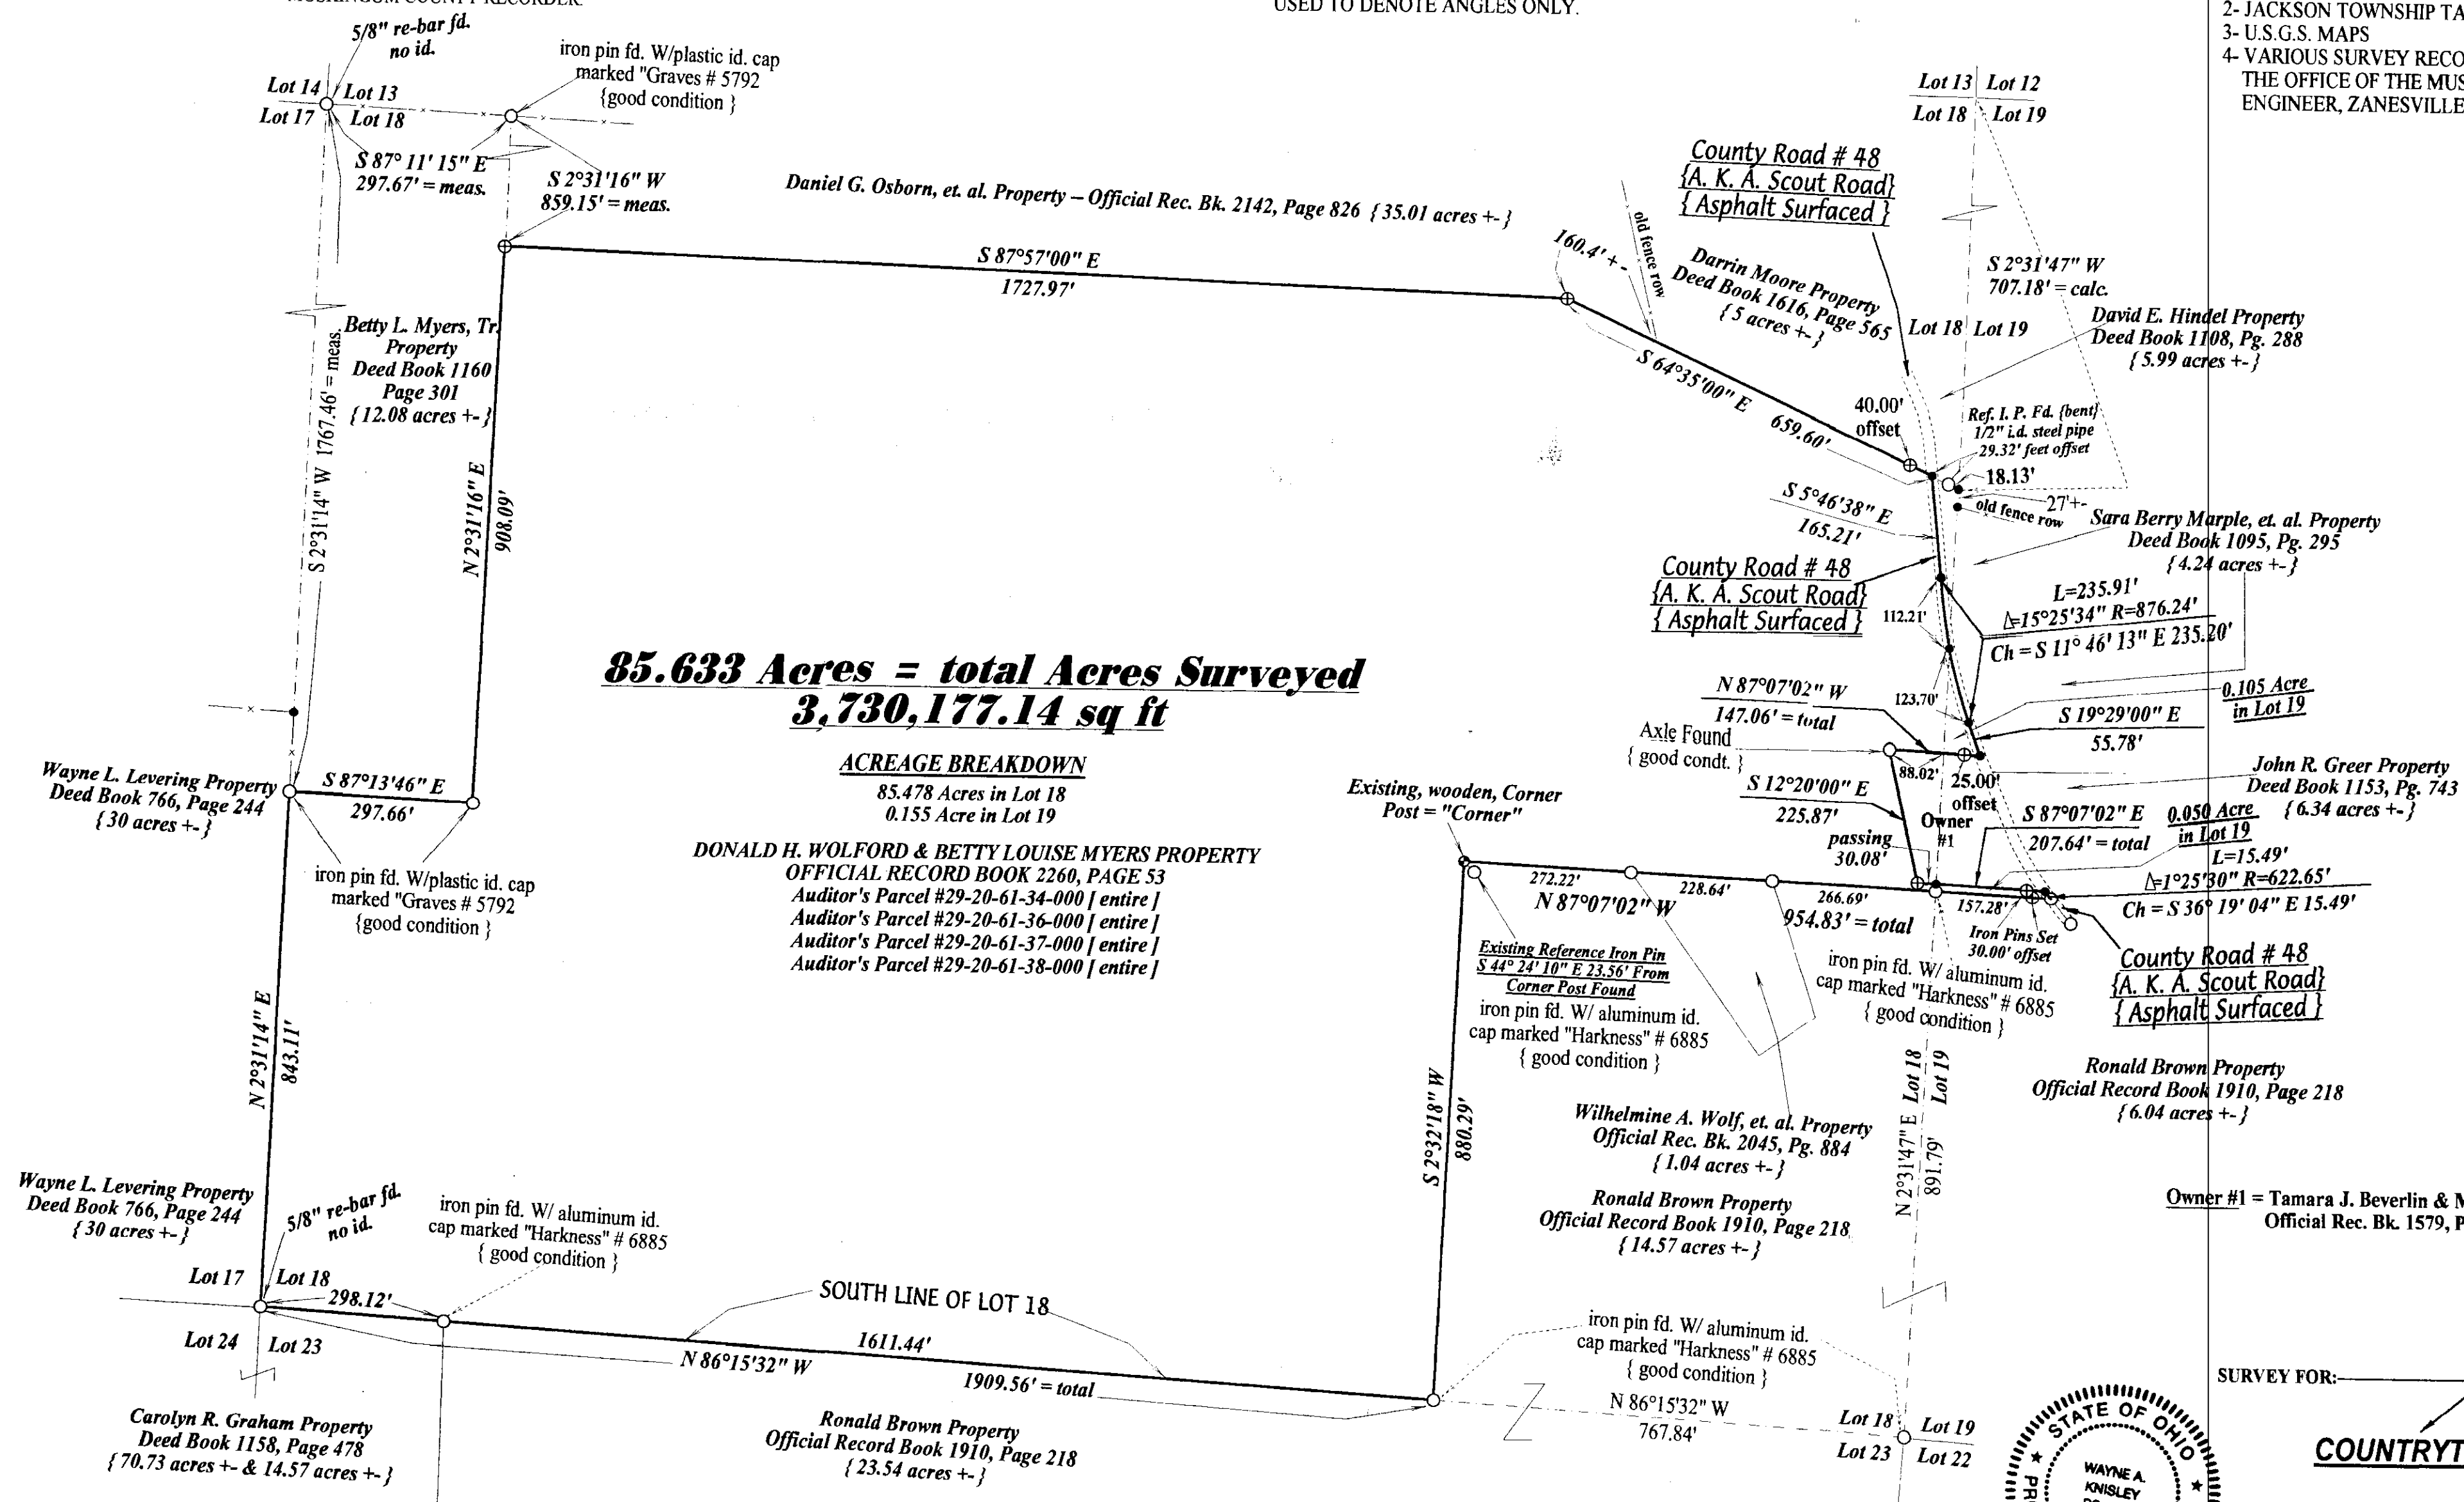 MUSKINGUM COUNTY RECORDER.
USED TO DENOTE ANGLES ONLY.
2- JACKSON TOWNSHIP TA
3- U.S.G.S. MAPS
4- VARIOUS SURVEY RECO
THE OFFICE OF THE MUS
ENGINEER, ZANESVILLE
5/8" re-bar fd.
no id.
iron pin fd. W/plastic id. cap
marked "Graves # 5792
{good condition }
Lot 14
Lot 13
Lot 17
Lot 18
S 87° 11' 15" E
297.67' = meas.
S 2°31'16" W
859.15' = meas.
Daniel G. Osborn, et. al. Property – Official Rec. Bk. 2142, Page 826 { 35.01 acres +- }
S 87°57'00" E
1727.97'
160.4' + -
old fence row
County Road # 48
{A. K. A. Scout Road}
{ Asphalt Surfaced }
Lot 13
Lot 12
Lot 18
Lot 19
Darrin Moore Property
Deed Book 1616, Page 565
{ 5 acres +- }
S 2°31'47" W
707.18' = calc.
Lot 18
Lot 19
David E. Hindel Property
Deed Book 1108, Pg. 288
{ 5.99 acres +- }
S 64°35'00" E
659.60'
40.00'
offset
Ref. I. P. Fd. {bent}
1/2" i.d. steel pipe
29.32' feet offset
18.13'
27'+-
old fence row
S 5°46'38" E
165.21'
Sara Berry Marple, et. al. Property
Deed Book 1095, Pg. 295
{ 4.24 acres +- }
Betty L. Myers, Tr.
Property
Deed Book 1160
Page 301
{ 12.08 acres +- }
S 2°31'14" W 1767.46' = meas.
N 2°31'16" E
908.09'
County Road # 48
{A. K. A. Scout Road}
{ Asphalt Surfaced }
112.21'
L=235.91'
Δ=15°25'34" R=876.24'
Ch = S 11° 46' 13" E 235.20'
85.633 Acres = total Acres Surveyed
3,730,177.14 sq ft
N 87°07'02" W
147.06' = total
123.70'
0.105 Acre
in Lot 19
S 19°29'00" E
55.78'
Axle Found
{ good condt. }
88.02'
25.00'
offset
ACREAGE BREAKDOWN
85.478 Acres in Lot 18
0.155 Acre in Lot 19
Wayne L. Levering Property
Deed Book 766, Page 244
{ 30 acres +- }
S 87°13'46" E
297.66'
Existing, wooden, Corner
Post = "Corner"
S 12°20'00" E
225.87'
Owner
#1
passing
30.08'
John R. Greer Property
Deed Book 1153, Pg. 743
{ 6.34 acres +- }
S 87°07'02" E
207.64' = total
0.050 Acre
in Lot 19
L=15.49'
Δ=1°25'30" R=622.65'
Ch = S 36° 19' 04" E 15.49'
DONALD H. WOLFORD & BETTY LOUISE MYERS PROPERTY
OFFICIAL RECORD BOOK 2260, PAGE 53
Auditor's Parcel #29-20-61-34-000 [ entire ]
Auditor's Parcel #29-20-61-36-000 [ entire ]
Auditor's Parcel #29-20-61-37-000 [ entire ]
Auditor's Parcel #29-20-61-38-000 [ entire ]
iron pin fd. W/plastic id. cap
marked "Graves # 5792
{good condition }
272.22'
228.64'
266.69'
157.28'
N 87°07'02" W
954.83' = total
Iron Pins Set
30.00' offset
Existing Reference Iron Pin
S 44° 24' 10" E 23.56' From
Corner Post Found
iron pin fd. W/ aluminum id.
cap marked "Harkness" # 6885
{ good condition }
iron pin fd. W/ aluminum id.
cap marked "Harkness" # 6885
{ good condition }
County Road # 48
{A. K. A. Scout Road}
{ Asphalt Surfaced }
N 2°31'14" E
843.11'
S 2°32'18" W
880.29'
Wilhelmine A. Wolf, et. al. Property
Official Rec. Bk. 2045, Pg. 884
{ 1.04 acres +- }
N 2°31'47" E
891.79'
Lot 18
Lot 19
Ronald Brown Property
Official Record Book 1910, Page 218
{ 6.04 acres +- }
Ronald Brown Property
Official Record Book 1910, Page 218
{ 14.57 acres +- }
Owner #1 = Tamara J. Beverlin & M
Official Rec. Bk. 1579, P
Wayne L. Levering Property
Deed Book 766, Page 244
{ 30 acres +- }
5/8" re-bar fd.
no id.
iron pin fd. W/ aluminum id.
cap marked "Harkness" # 6885
{ good condition }
Lot 17
Lot 18
298.12'
SOUTH LINE OF LOT 18
Lot 24
Lot 23
1611.44'
N 86°15'32" W
1909.56' = total
iron pin fd. W/ aluminum id.
cap marked "Harkness" # 6885
{ good condition }
N 86°15'32" W
767.84'
Lot 18
Lot 19
Lot 23
Lot 22
Carolyn R. Graham Property
Deed Book 1158, Page 478
{ 70.73 acres +- & 14.57 acres +- }
Ronald Brown Property
Official Record Book 1910, Page 218
{ 23.54 acres +- }
SURVEY FOR:
COUNTRYT
STATE OF OHIO
WAYNE A.
KNISLEY